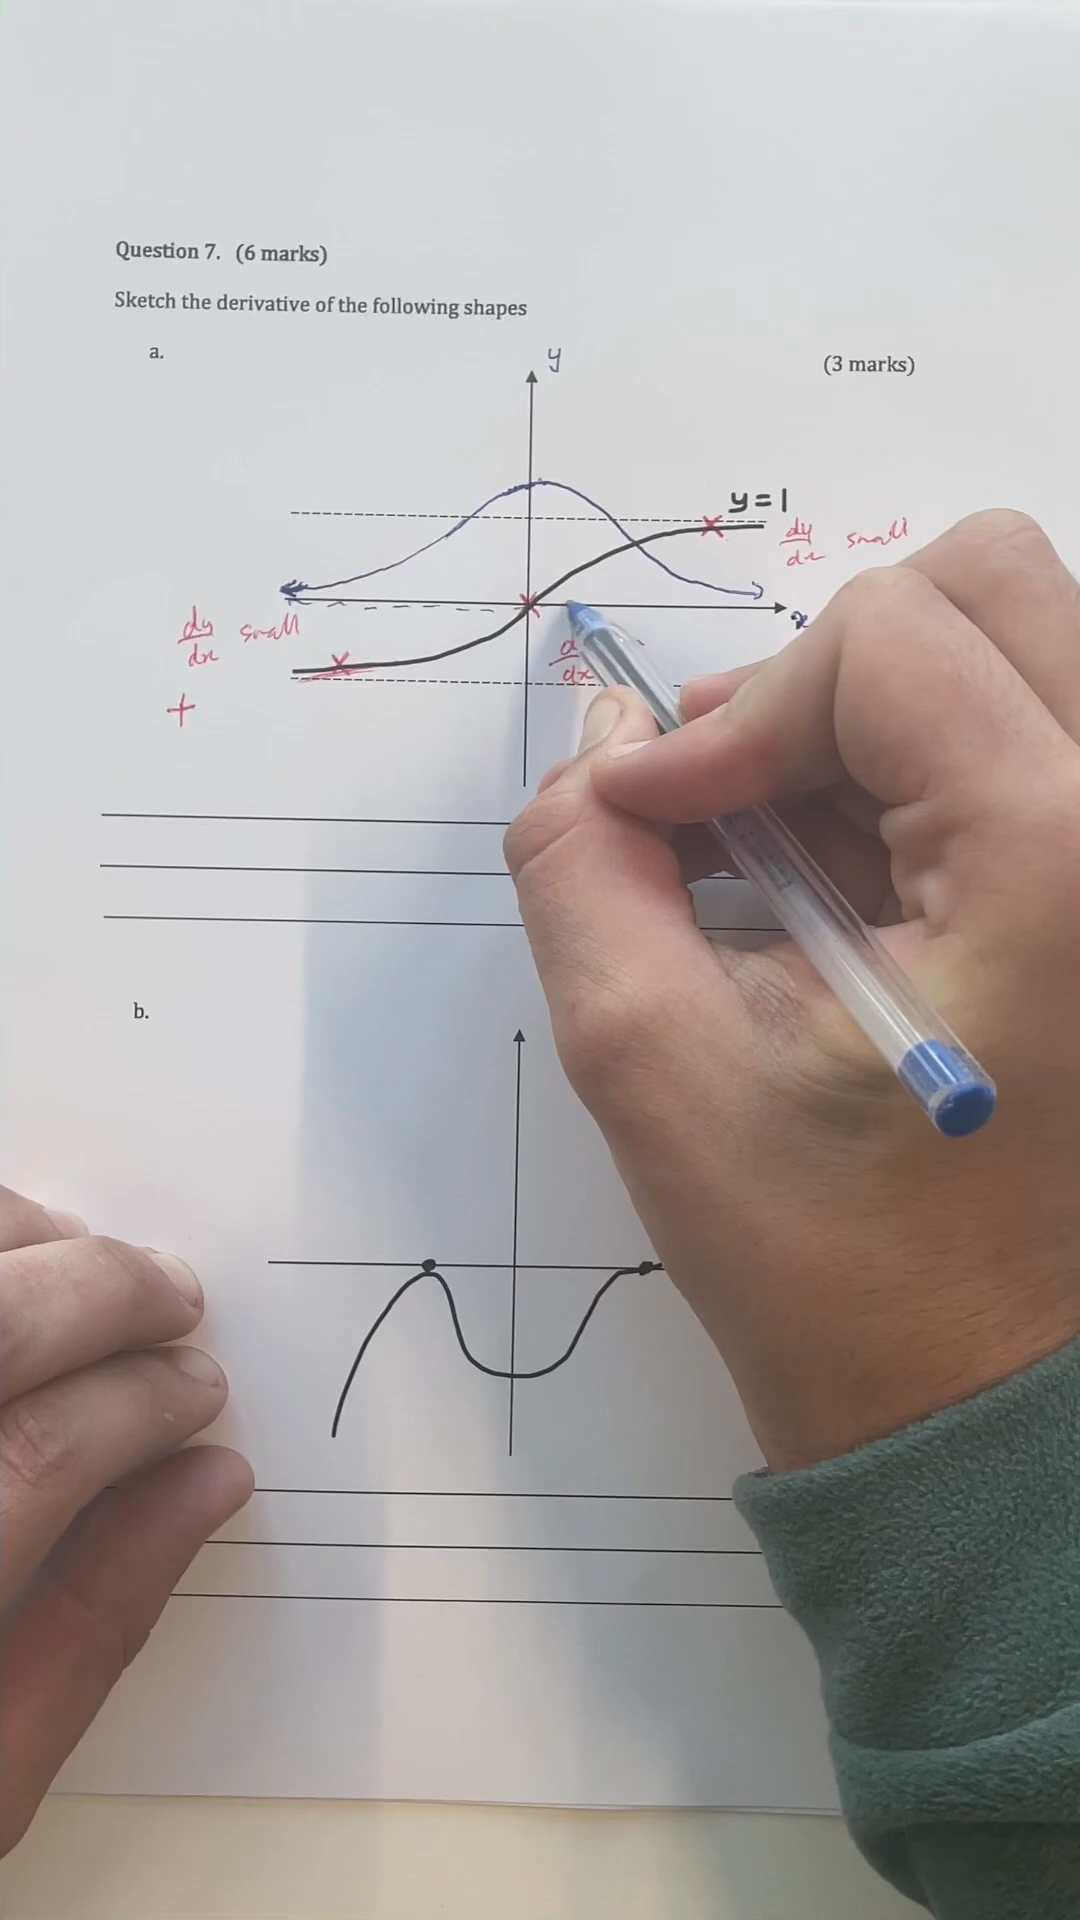 Question 7. (6 marks)
Sketch the derivative of the following shapes
a.
(3 marks)
y
y=1
dy
dx
small
x
dy
dx
small
+
dx
b.